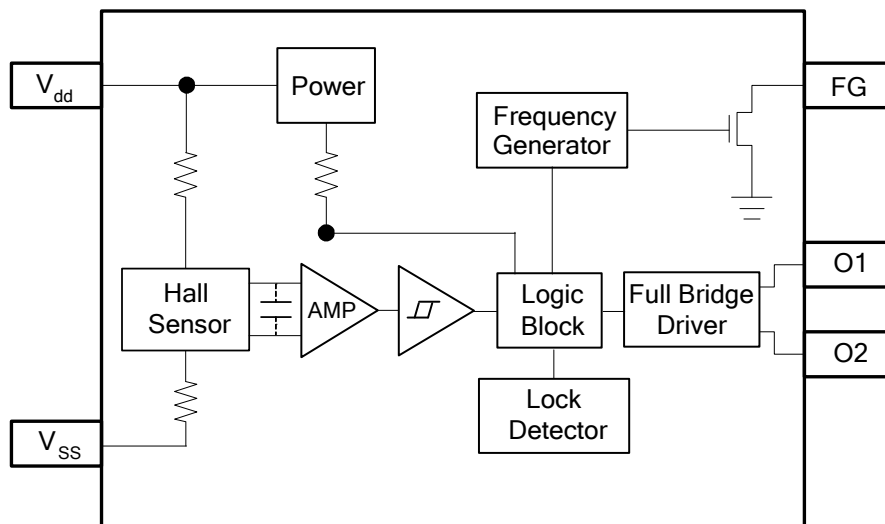 Vdd
Power
FG
Frequency
Generator
O1
Hall
Sensor
AMP
Logic
Block
Full Bridge
Driver
O2
Lock
Detector
VSS